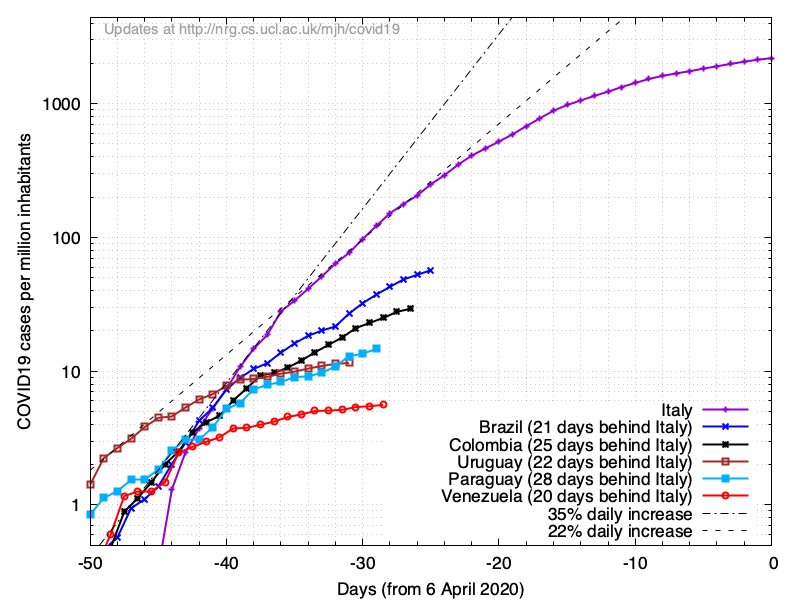 Updates at http://nrg.cs.ucl.ac.uk/mjh/covid19
1000
100
10
1
COVID19 cases per million inhabitants
Italy
Brazil (21 days behind Italy)
Colombia (25 days behind Italy)
Uruguay (22 days behind Italy)
Paraguay (28 days behind Italy)
Venezuela (20 days behind Italy)
35% daily increase
22% daily increase
-50 -40 -30 -20 -10 0
Days (from 6 April 2020)